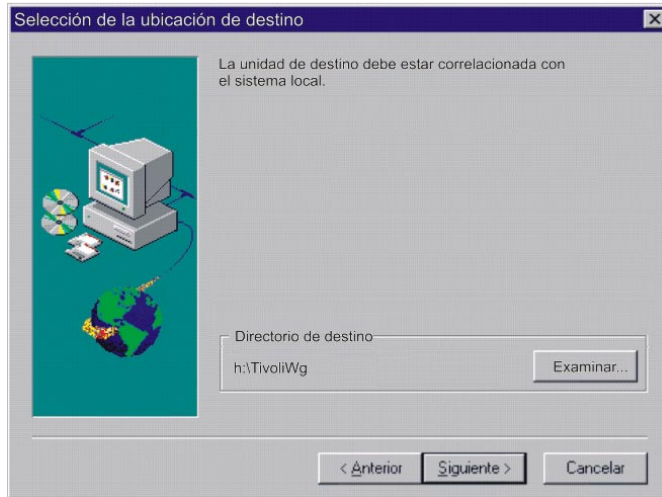 Selección de la ubicación de destino
La unidad de destino debe estar correlacionada con
el sistema local.
Directorio de destino
h:\TivoliWg
Examinar...
< Anterior
Siguiente >
Cancelar